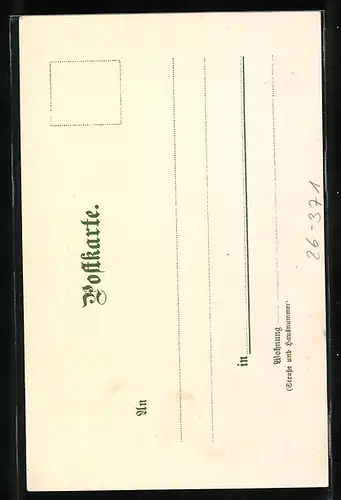 Postkarte.
An
in
Wohnung
(Straße und Hausnummer)
26-371